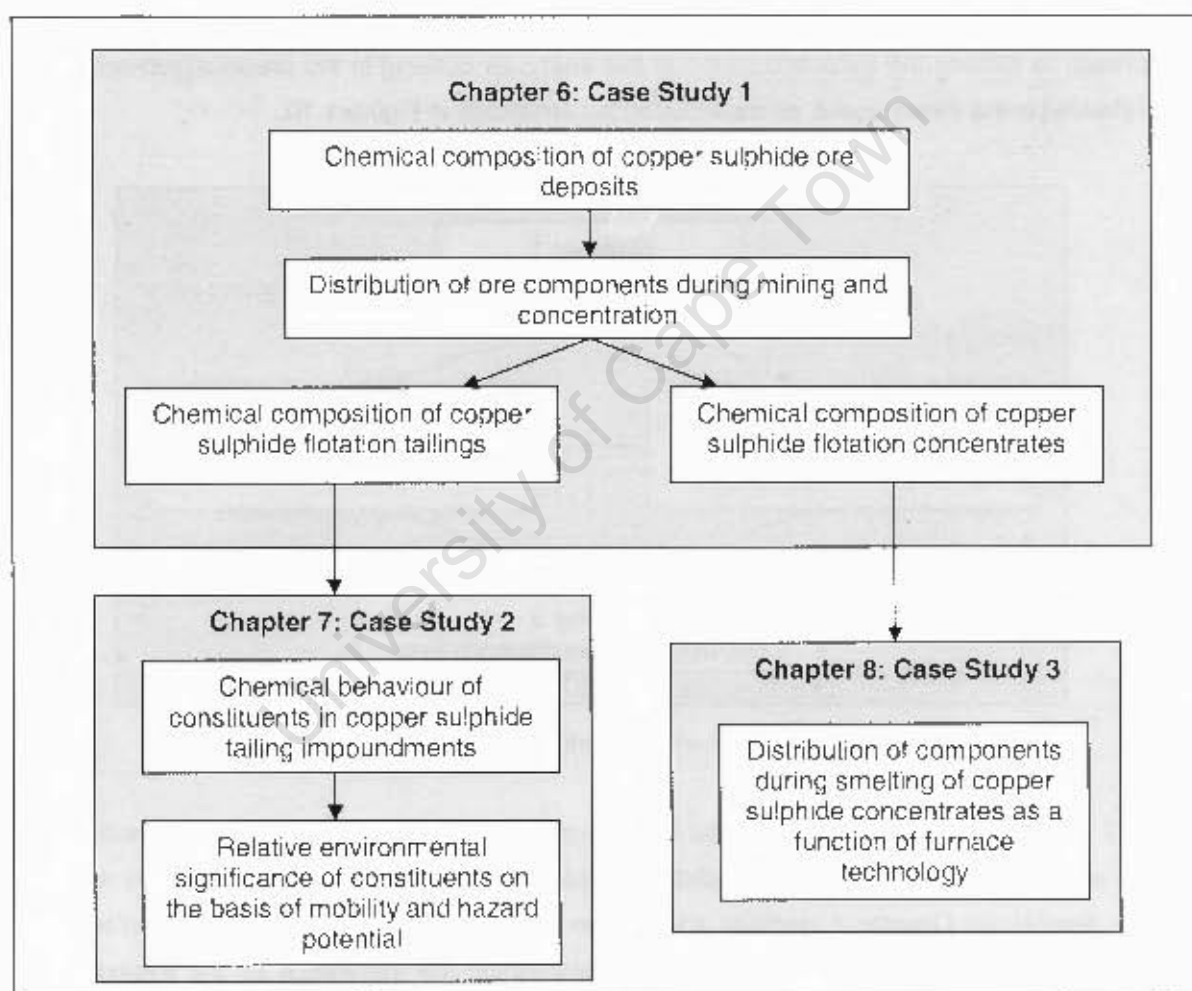 Chapter 6: Case Study 1
Chemical composition of copper sulphide ore
deposits
Distribution of ore components during mining and
concentration
Chemical composition of copper
sulphide flotation tailings
Chemical composition of copper
sulphide flotation concentrates
Chapter 7: Case Study 2
Chemical behaviour of
constituents in copper sulphide
tailing impoundments
Relative environmental
significance of constituents on
the basis of mobility and hazard
potential
Chapter 8: Case Study 3
Distribution of components
during smelting of copper
sulphide concentrates as a
function of furnace
technology
University of Cape Town